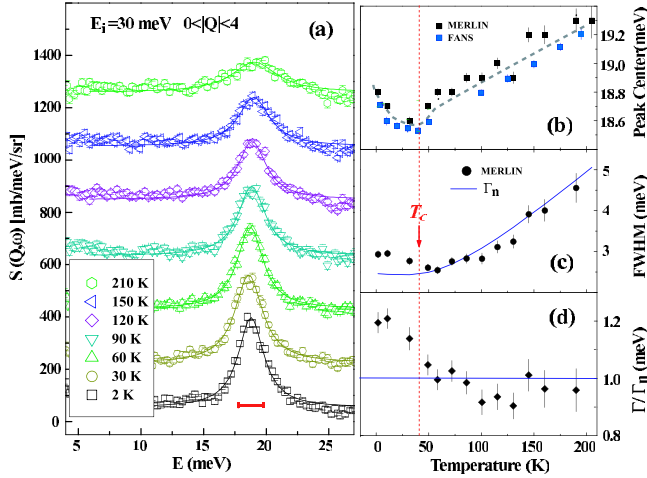 E_i=30 meV 0<|Q|<4 (a)
1400
1200
1000
800
600
400
200
0
S (Q,ω) [mb/meV/sr]
210 K
150 K
120 K
90 K
60 K
30 K
2 K
5 10 15 20 25
E (meV)
MERLIN
FANS
(b)
19.2
19.0
18.8
18.6
Peak Center(meV)
MERLIN
Γn
T_C
(c)
5
4
3
FWHM (meV)
(d)
1.2
1.0
0.8
Γ/Γn
0 50 100 150 200
Temperature (K)